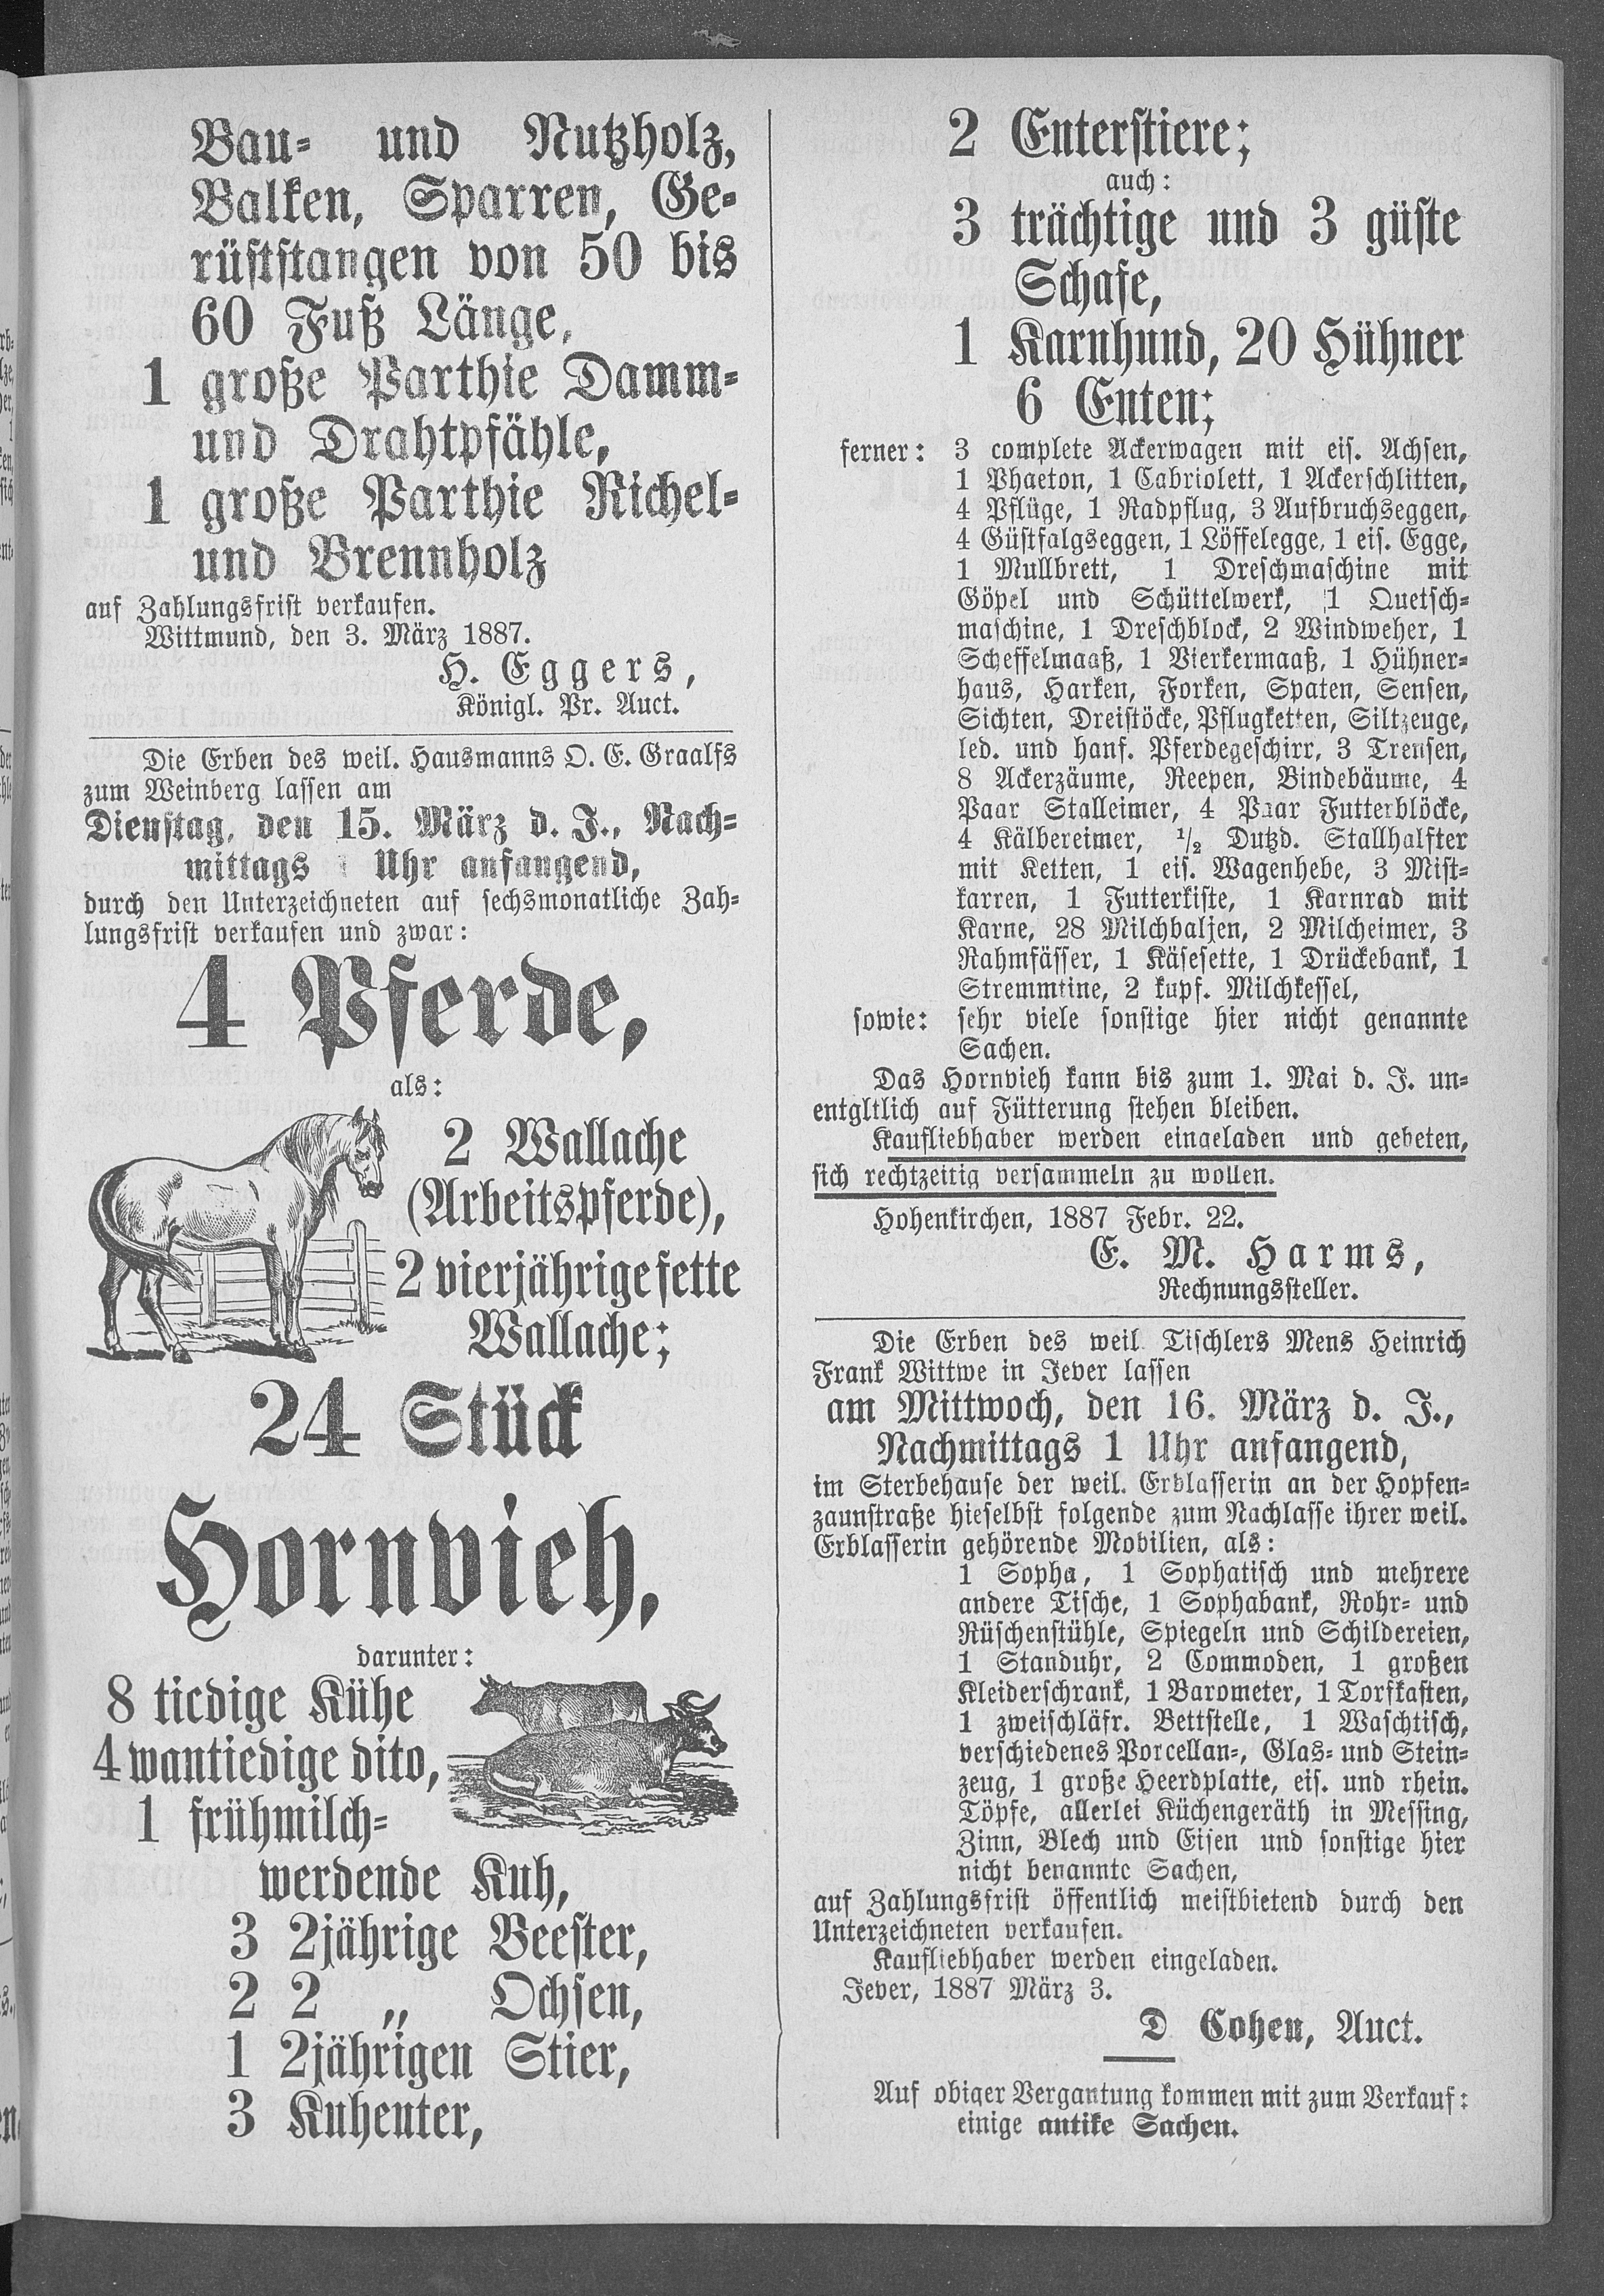 Bau- und Nutzholz,
Balken, Sparren, Ge-
rüststangen von 50 bis
60 Fuß Länge,
1 große Parthie Damm-
und Drahtpfähle,
1 große Parthie Richel-
und Brennholz
auf Zahlungsfrist verkaufen.
Wittmund, den 3. März 1887.
H. Eggers,
Königl. Pr. Auct.
Die Erben des weil. Hausmanns O. E. Graalfs
zum Weinberg lassen am
Dienstag, den 15. März d. J., Nach-
mittags Uhr anfangend,
durch den Unterzeichneten auf sechsmonatliche Zah-
lungsfrist verkaufen und zwar:
4 Pferde,
als:
2 Wallache
(Arbeitspferde),
2 vierjährige fette
Wallache;
24 Stück
Hornvieh,
darunter:
8 tiedige Kühe
4 wantiedige dito,
1 frühmilch-
werdende Kuh,
3 2jährige Beester,
2 2 „ Ochsen,
1 2jährigen Stier,
3 Kuhenter,
2 Enterstiere;
auch:
3 trächtige und 3 güste
Schafe,
1 Karnhund, 20 Hühner
6 Enten;
ferner: 3 complete Ackerwagen mit eis. Achsen,
1 Phaeton, 1 Cabriolett, 1 Ackerschlitten,
4 Pflüge, 1 Radpflug, 3 Aufbruchseggen,
4 Güstfalgseggen, 1 Löffelegge, 1 eis. Egge,
1 Mullbrett, 1 Dreschmaschine mit
Göpel und Schüttelwerk, 1 Quetsch-
maschine, 1 Dreschblock, 2 Windweher, 1
Scheffelmaaß, 1 Vierkermaaß, 1 Hühner-
haus, Harken, Forken, Spaten, Sensen,
Sichten, Dreistöcke, Pflugketten, Siltzeuge,
led. und hanf. Pferdegeschirr, 3 Trensen,
8 Ackerzäume, Reepen, Bindebäume, 4
Paar Stalleimer, 4 Paar Futterblöcke,
4 Kälbereimer, ½ Dutzd. Stallhalfter
mit Ketten, 1 eis. Wagenhebe, 3 Mist-
karren, 1 Futterkiste, 1 Karnrad mit
Karne, 28 Milchbaljen, 2 Milcheimer, 3
Rahmfässer, 1 Käsesette, 1 Drückebank, 1
Stremmtine, 2 kupf. Milchkessel,
sowie: sehr viele sonstige hier nicht genannte
Sachen.
Das Hornvieh kann bis zum 1. Mai d. J. un-
entgltlich auf Fütterung stehen bleiben.
Kaufliebhaber werden eingeladen und gebeten,
sich rechtzeitig versammeln zu wollen.
Hohenkirchen, 1887 Febr. 22.
E. M. Harms,
Rechnungssteller.
Die Erben des weil. Tischlers Mens Heinrich
Frank Wittwe in Jever lassen
am Mittwoch, den 16. März d. J.,
Nachmittags 1 Uhr anfangend,
im Sterbehause der weil. Erblasserin an der Hopfen-
zaunstraße hieselbst folgende zum Nachlasse ihrer weil.
Erblasserin gehörende Mobilien, als:
1 Sopha, 1 Sophatisch und mehrere
andere Tische, 1 Sophabank, Rohr- und
Rüschenstühle, Spiegeln und Schildereien,
1 Standuhr, 2 Commoden, 1 großen
Kleiderschrank, 1 Barometer, 1 Torfkasten,
1 zweischläfr. Bettstelle, 1 Waschtisch,
verschiedenes Porcellan-, Glas- und Stein-
zeug, 1 große Heerdplatte, eis. und rhein.
Töpfe, allerlei Küchengeräth in Messing,
Zinn, Blech und Eisen und sonstige hier
nicht benannte Sachen,
auf Zahlungsfrist öffentlich meistbietend durch den
Unterzeichneten verkaufen.
Kaufliebhaber werden eingeladen.
Jever, 1887 März 3.
D Cohen, Auct.
Auf obiger Vergantung kommen mit zum Verkauf:
einige antike Sachen.